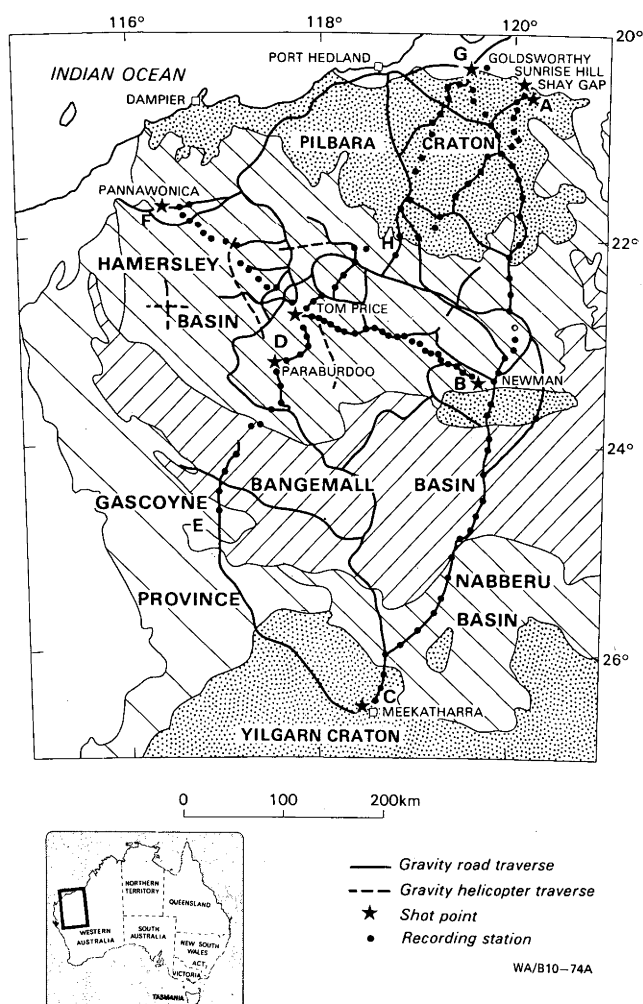 116°
118°
120°
20°
PORT HEDLAND
G
GOLDSWORTHY
SUNRISE HILL
SHAY GAP
INDIAN OCEAN
DAMPIER
A
PILBARA
CRATON
PANNAWONICA
F
H
22°
HAMERSLEY
BASIN
TOM PRICE
D
PARABURDOO
B
NEWMAN
24°
BANGEMALL
BASIN
GASCOYNE
E
NABBERU
PROVINCE
BASIN
26°
C
MEEKATHARRA
YILGARN CRATON
0 100 200km
NORTHERN
TERRITORY
QUEENSLAND
WESTERN
AUSTRALIA
SOUTH
AUSTRALIA
NEW SOUTH
WALES
ACT
VICTORIA
TASMANIA
Gravity road traverse
Gravity helicopter traverse
Shot point
Recording station
WA/B10-74A